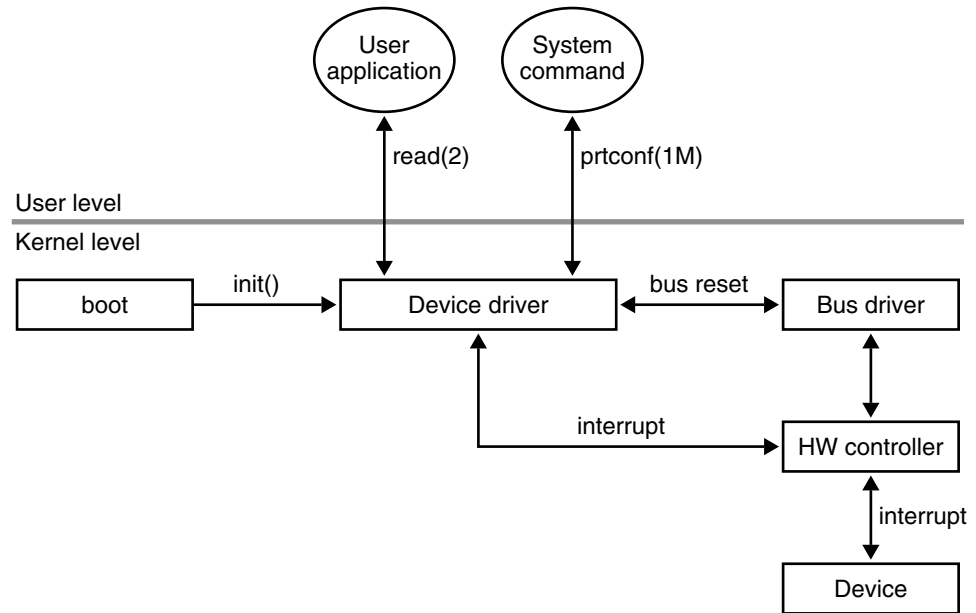 User
application
System
command
read(2)
prtconf(1M)
User level
Kernel level
boot
init()
Device driver
bus reset
Bus driver
interrupt
HW controller
interrupt
Device